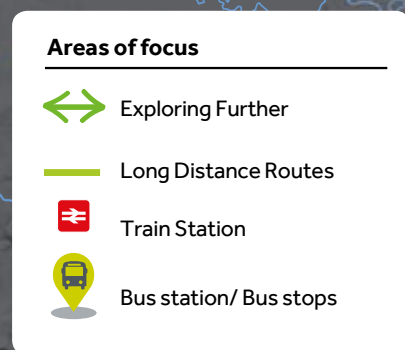 Areas of focus
Exploring Further
Long Distance Routes
Train Station
Bus station/ Bus stops